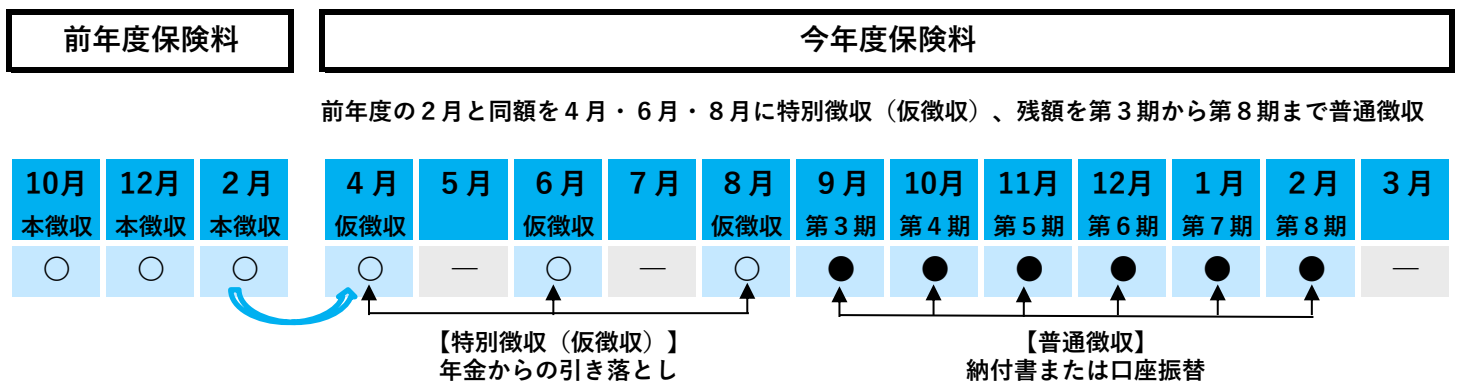 前年度保険料 今年度保険料
前年度の２月と同額を４月・６月・８月に特別徴収（仮徴収）、残額を第３期から第８期まで普通徴収
10月 12月 ２月 ４月 ５月 ６月 ７月 ８月 ９月 10月 11月 12月 １月 ２月 ３月
本徴収 本徴収 本徴収 仮徴収 仮徴収 仮徴収 第３期 第４期 第５期 第６期 第７期 第８期
○ ○ ○ ○ ― ○ ― ○ ● ● ● ● ● ● ―
【特別徴収（仮徴収）】 【普通徴収】
年金からの引き落とし 納付書または口座振替